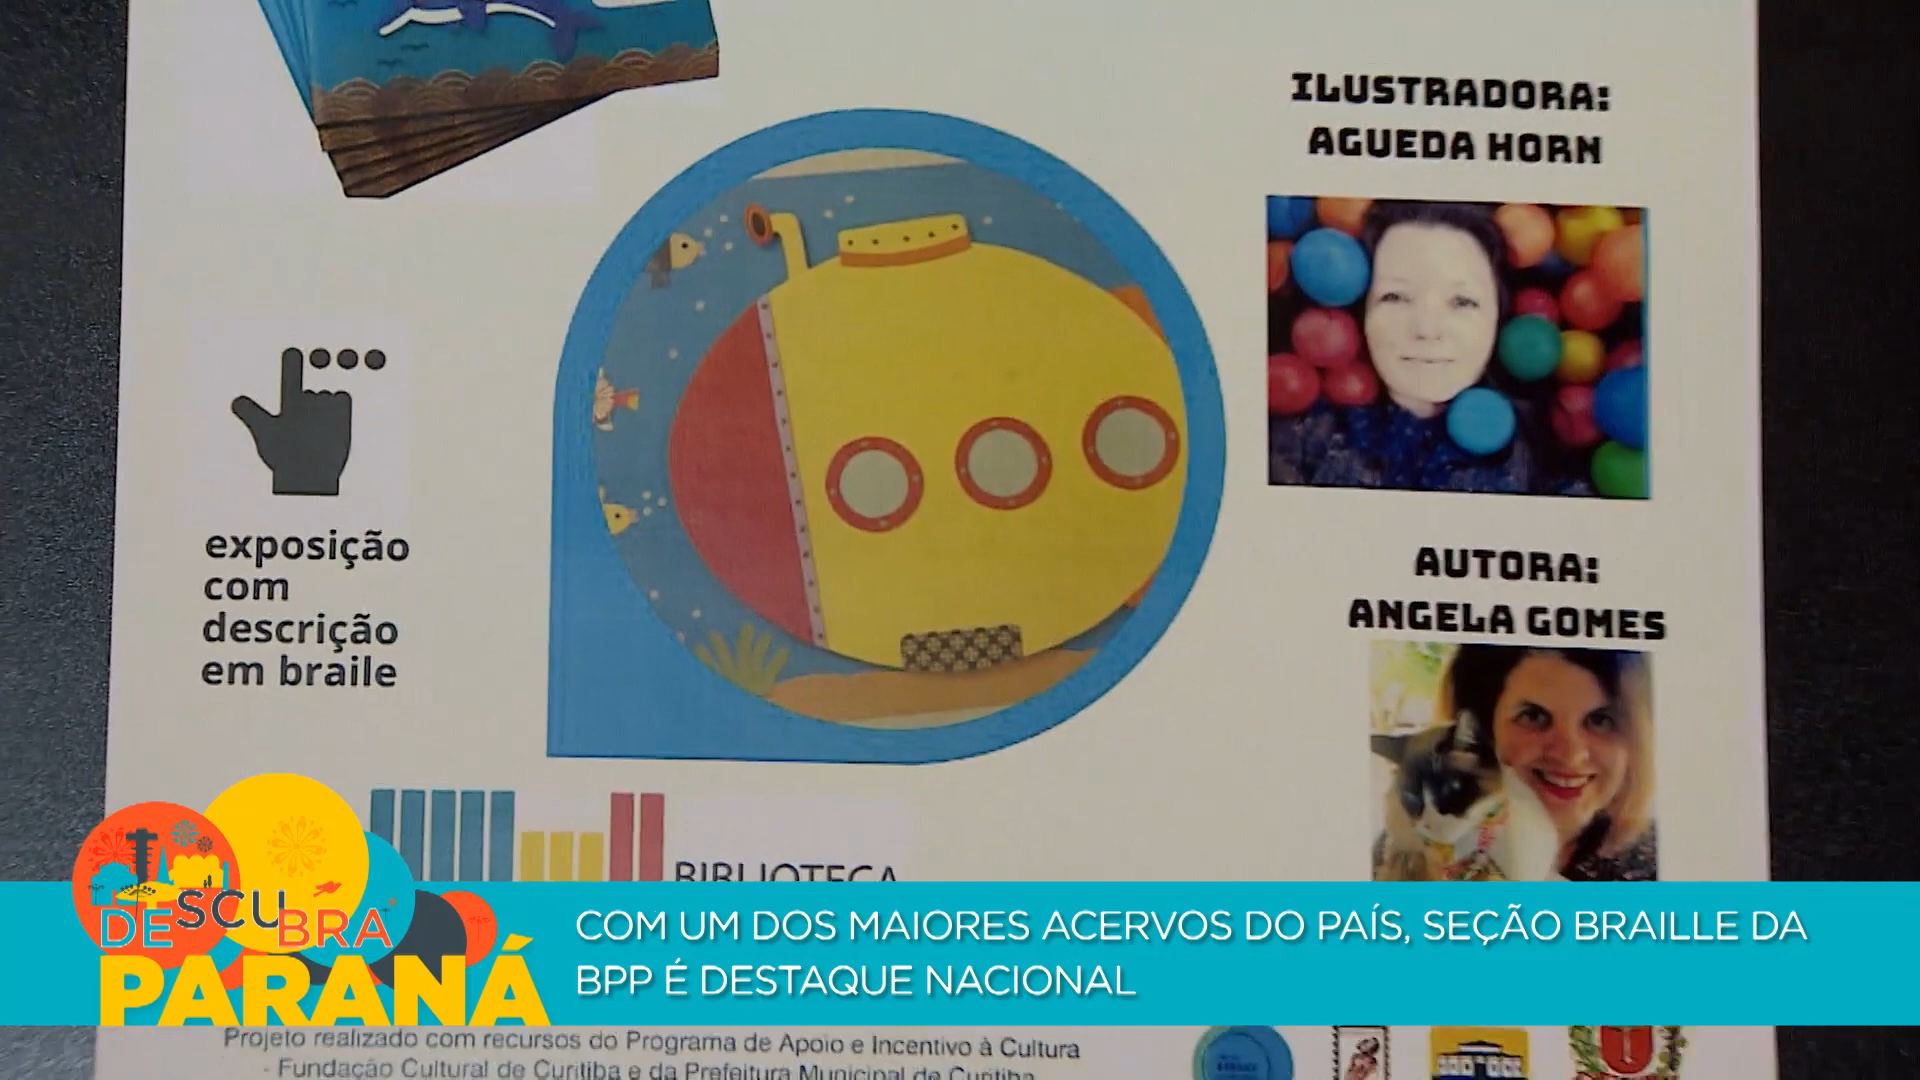 ILUSTRADORA:
AGUEDA HORN
exposição
com
descrição
em braile
AUTORA:
ANGELA GOMES
BIBLIOTECA
DESCUBRA
PARANÁ
COM UM DOS MAIORES ACERVOS DO PAÍS, SEÇÃO BRAILLE DA
BPP É DESTAQUE NACIONAL
Projeto realizado com recursos do Programa de Apoio e Incentivo à Cultura
- Fundação Cultural de Curitiba e da Prefeitura Municipal de Curitiba